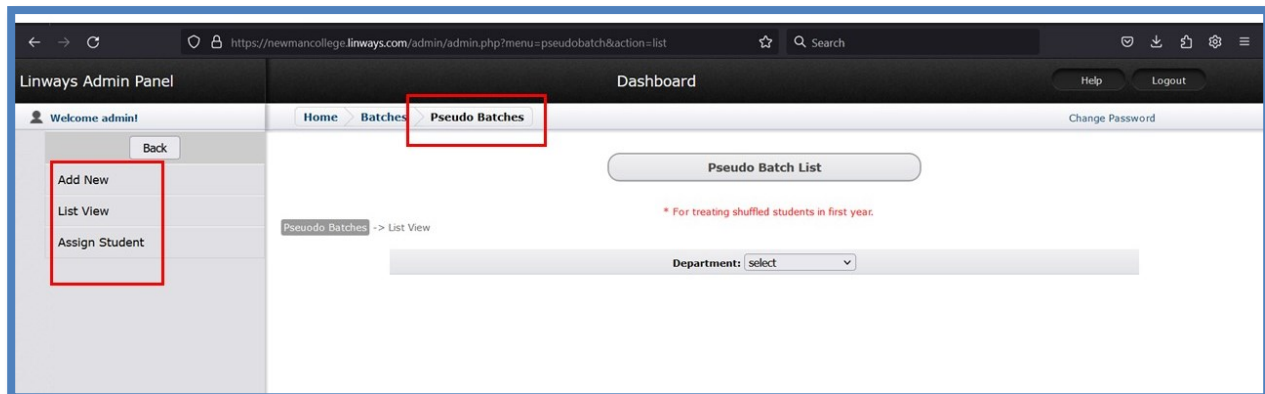 https://newmancollege.linways.com/admin/admin.php?menu=pseudobatch&action=list
Search
Linways Admin Panel
Dashboard
Help
Logout
Welcome admin!
Home
Batches
Pseudo Batches
Change Password
Back
Add New
List View
Assign Student
Pseudo Batch List
* For treating shuffled students in first year.
Pseuodo Batches -> List View
Department: select